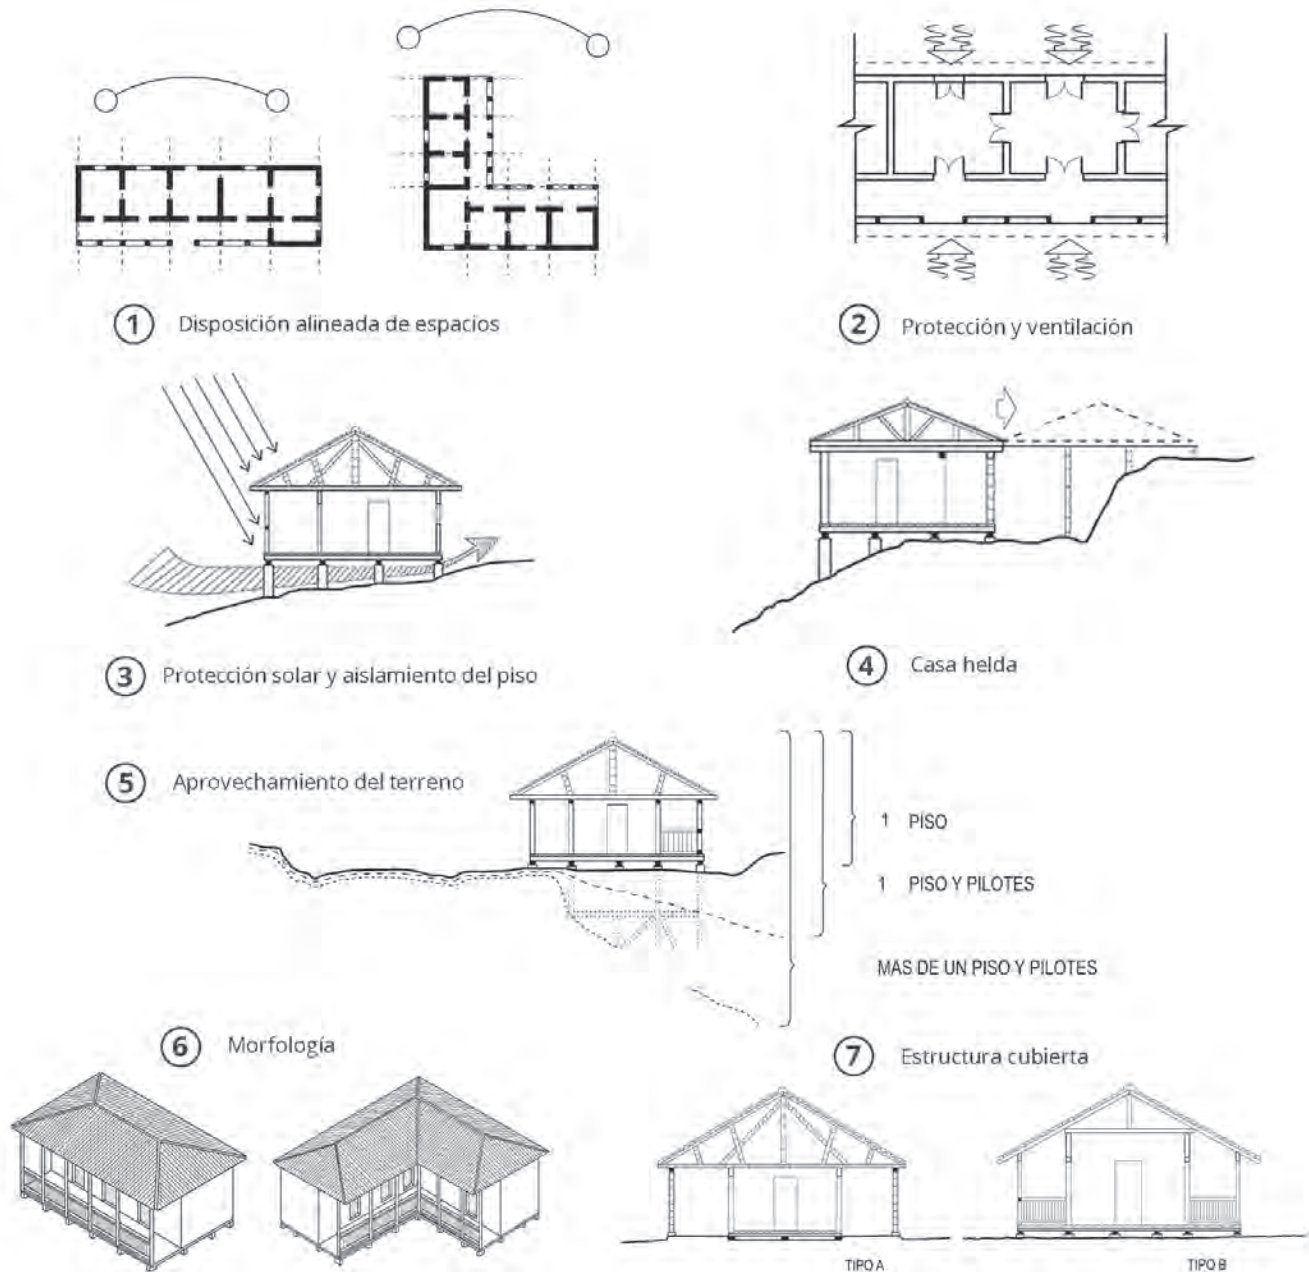 1 Disposición alineada de espacios
2 Protección y ventilación
3 Protección solar y aislamiento del piso
4 Casa helda
5 Aprovechamiento del terreno
1 PISO
1 PISO Y PILOTES
MAS DE UN PISO Y PILOTES
6 Morfología
7 Estructura cubierta
TIPO A
TIPO B